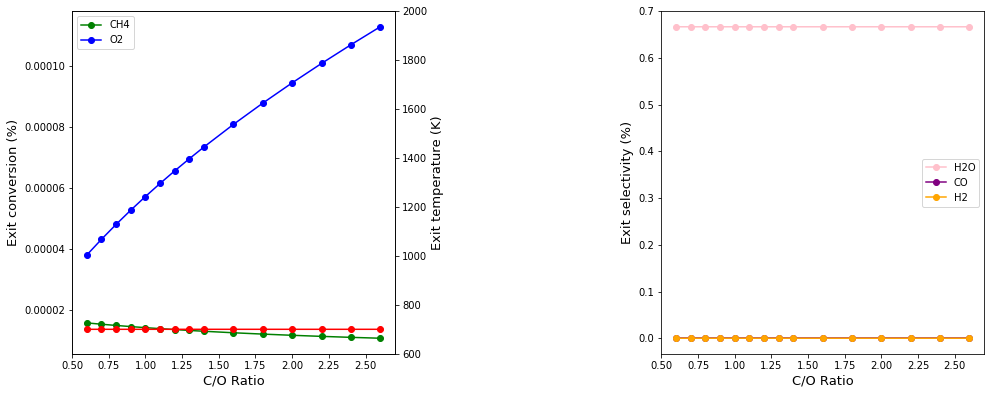 CH4
O2
0.00010
0.00008
0.00006
0.00004
0.00002
Exit conversion (%)
2000
1800
1600
1400
1200
1000
800
600
Exit temperature (K)
0.50 0.75 1.00 1.25 1.50 1.75 2.00 2.25 2.50
C/O Ratio
0.7
0.6
0.5
0.4
0.3
0.2
0.1
0.0
Exit selectivity (%)
H2O
CO
H2
0.50 0.75 1.00 1.25 1.50 1.75 2.00 2.25 2.50
C/O Ratio